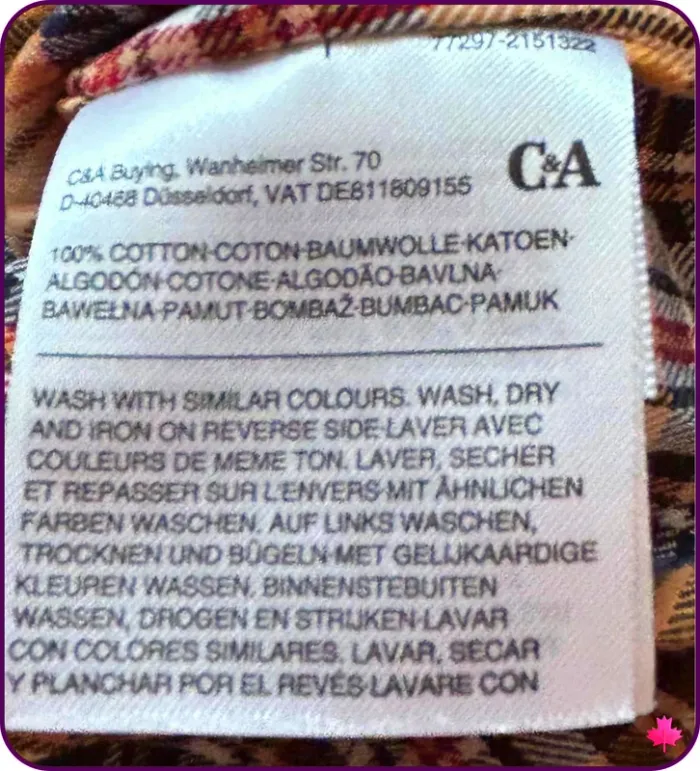 77297-2151322
C&A
C&A Buying, Wanheimer Str. 70
D-40468 Düsseldorf, VAT DE811809155
100% COTTON·COTON·BAUMWOLLE·KATOEN·
ALGODÓN·COTONE·ALGODÃO·BAVLNA·
BAWEŁNA·PAMUT·BOMBAŽ·BUMBAC·PAMUK
WASH WITH SIMILAR COLOURS. WASH, DRY
AND IRON ON REVERSE SIDE·LAVER AVEC
COULEURS DE MEME TON. LAVER, SECHER
ET REPASSER SUR L'ENVERS·MIT ÄHNLICHEN
FARBEN WASCHEN. AUF LINKS WASCHEN,
TROCKNEN UND BÜGELN·MET GELIJKAARDIGE
KLEUREN WASSEN. BINNENSTEBUITEN
WASSEN, DROGEN EN STRIJKEN·LAVAR
CON COLORES SIMILARES. LAVAR, SECAR
Y PLANCHAR POR EL REVÉS·LAVARE CON